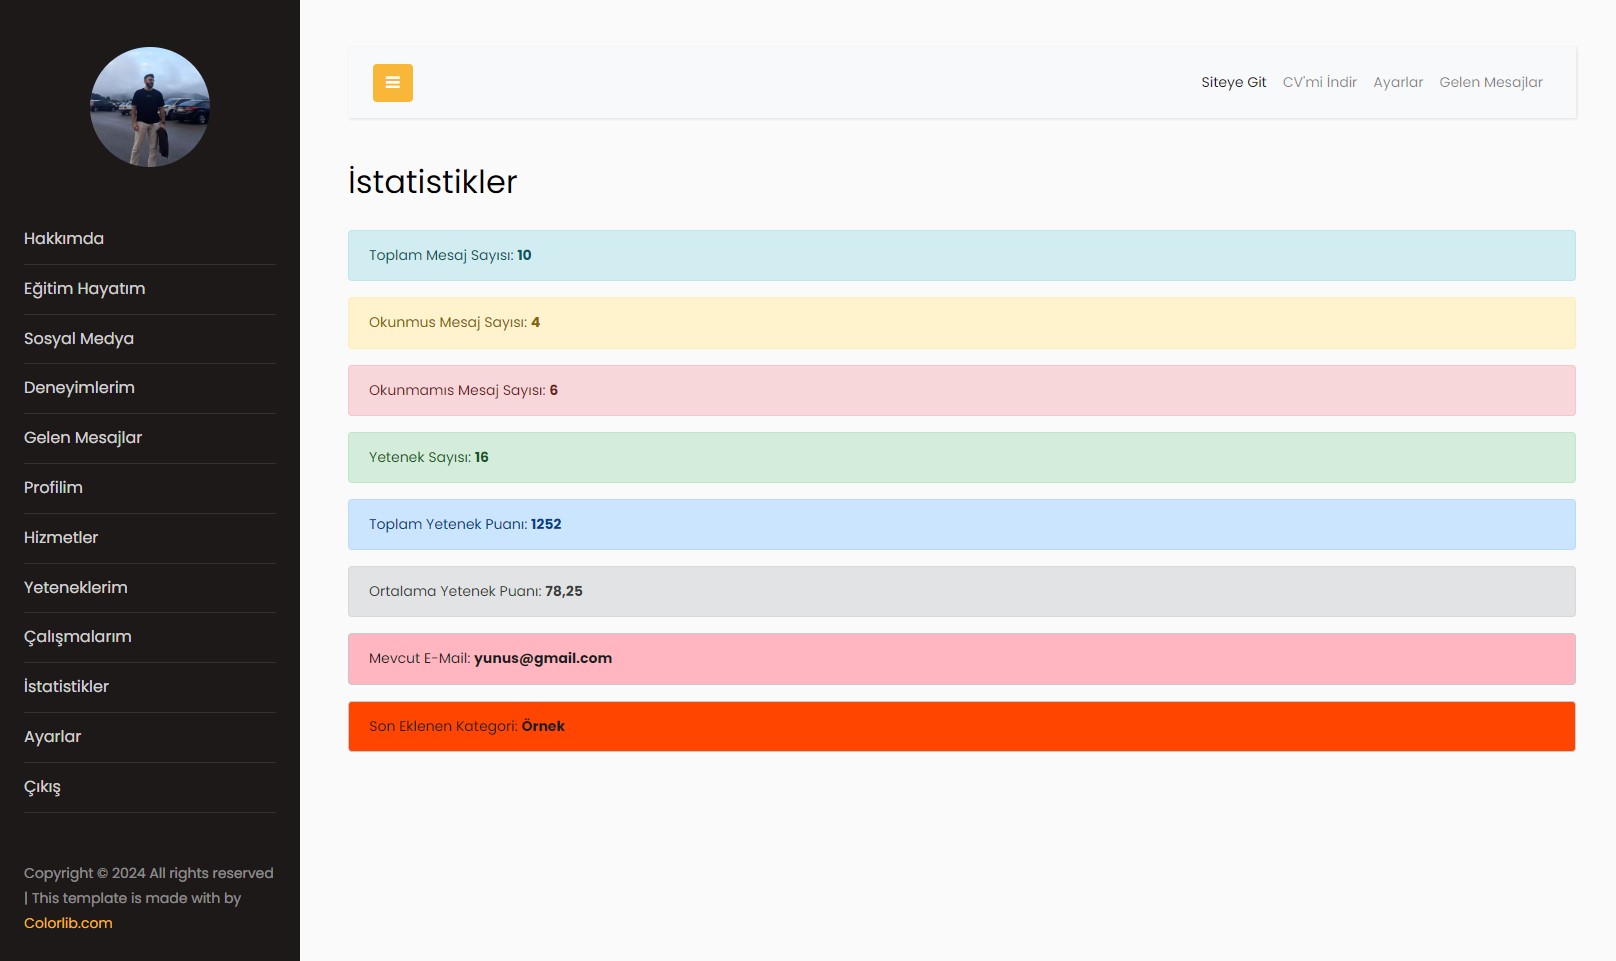 Hakkımda
Eğitim Hayatım
Sosyal Medya
Deneyimlerim
Gelen Mesajlar
Profilim
Hizmetler
Yeteneklerim
Çalışmalarım
İstatistikler
Ayarlar
Çıkış
Copyright © 2024 All rights reserved
| This template is made with by
Colorlib.com
Siteye Git CV'mi İndir Ayarlar Gelen Mesajlar
İstatistikler
Toplam Mesaj Sayısı: 10
Okunmus Mesaj Sayısı: 4
Okunmamıs Mesaj Sayısı: 6
Yetenek Sayısı: 16
Toplam Yetenek Puanı: 1252
Ortalama Yetenek Puanı: 78,25
Mevcut E-Mail: yunus@gmail.com
Son Eklenen Kategori: Örnek